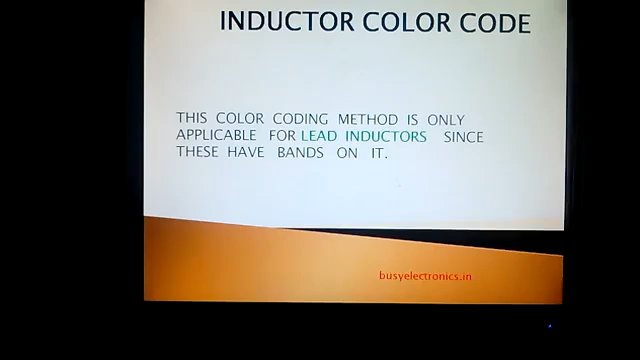 INDUCTOR COLOR CODE
THIS COLOR CODING METHOD IS ONLY
APPLICABLE FOR LEAD INDUCTORS SINCE
THESE HAVE BANDS ON IT.
busyelectronics.in